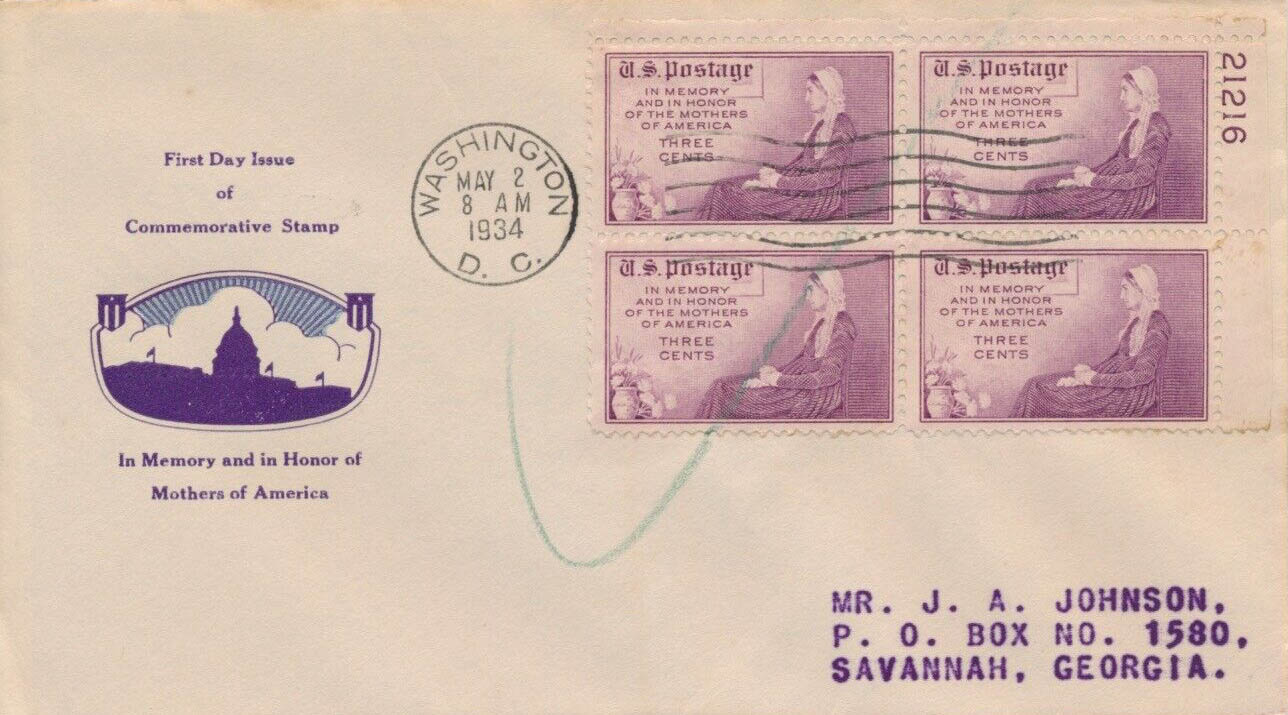 First Day Issue
of
Commemorative Stamp
In Memory and in Honor of
Mothers of America
WASHINGTON
MAY 2
8 AM
1934
D. C.
U.S. Postage
IN MEMORY
AND IN HONOR
OF THE MOTHERS
OF AMERICA
THREE
CENTS
U.S. Postage
IN MEMORY
AND IN HONOR
OF THE MOTHERS
OF AMERICA
THREE
CENTS
21216
U.S. Postage
IN MEMORY
AND IN HONOR
OF THE MOTHERS
OF AMERICA
THREE
CENTS
U.S. Postage
IN MEMORY
AND IN HONOR
OF THE MOTHERS
OF AMERICA
THREE
CENTS
MR. J. A. JOHNSON,
P. O. BOX NO. 1580,
SAVANNAH, GEORGIA.